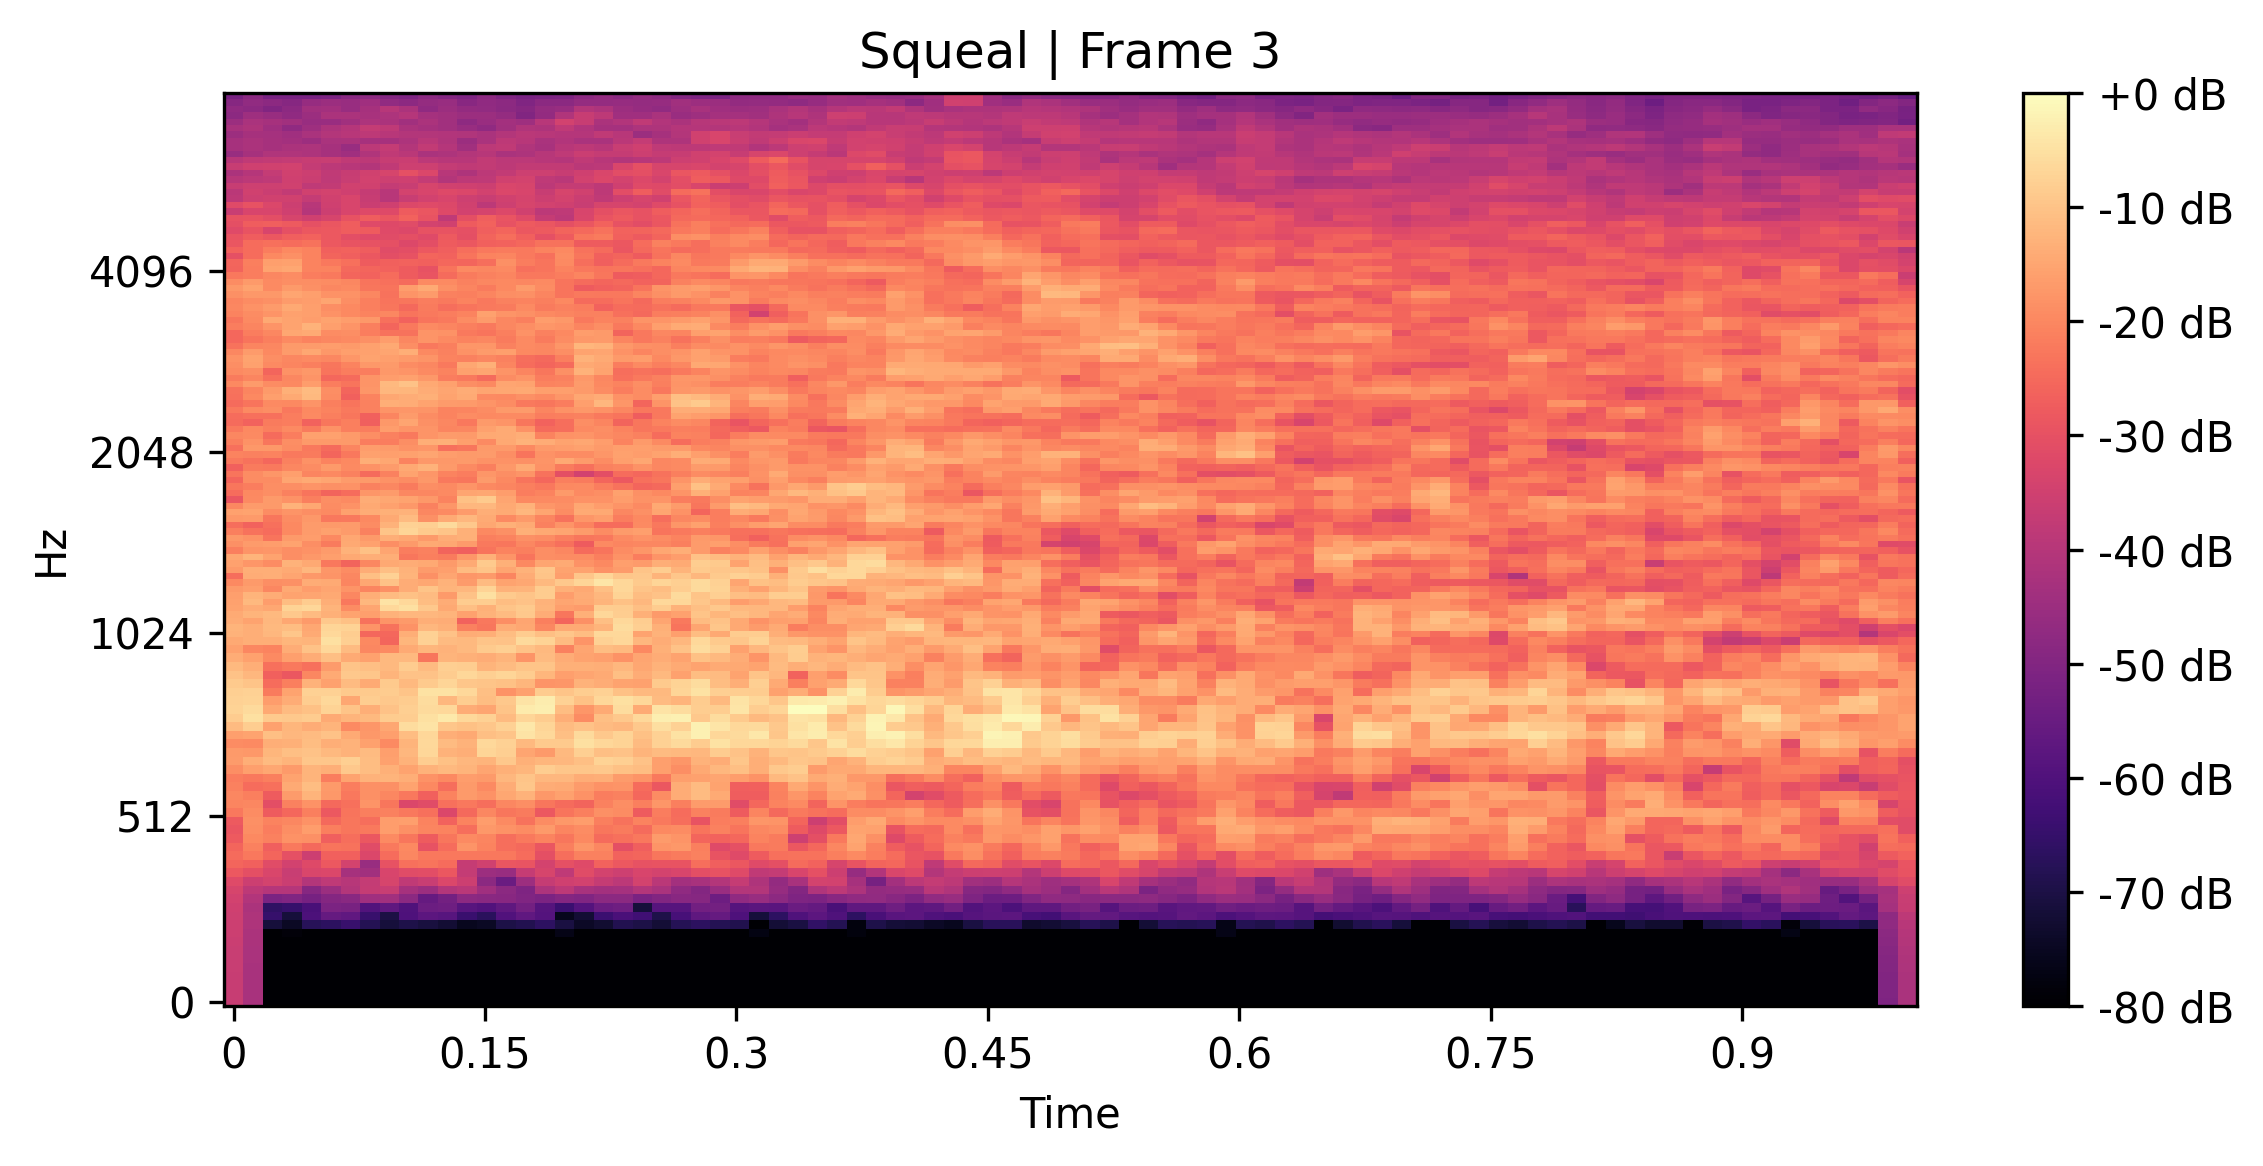 Squeal | Frame 3
Hz
4096
2048
1024
512
0
0 0.15 0.3 0.45 0.6 0.75 0.9
Time
+0 dB
-10 dB
-20 dB
-30 dB
-40 dB
-50 dB
-60 dB
-70 dB
-80 dB